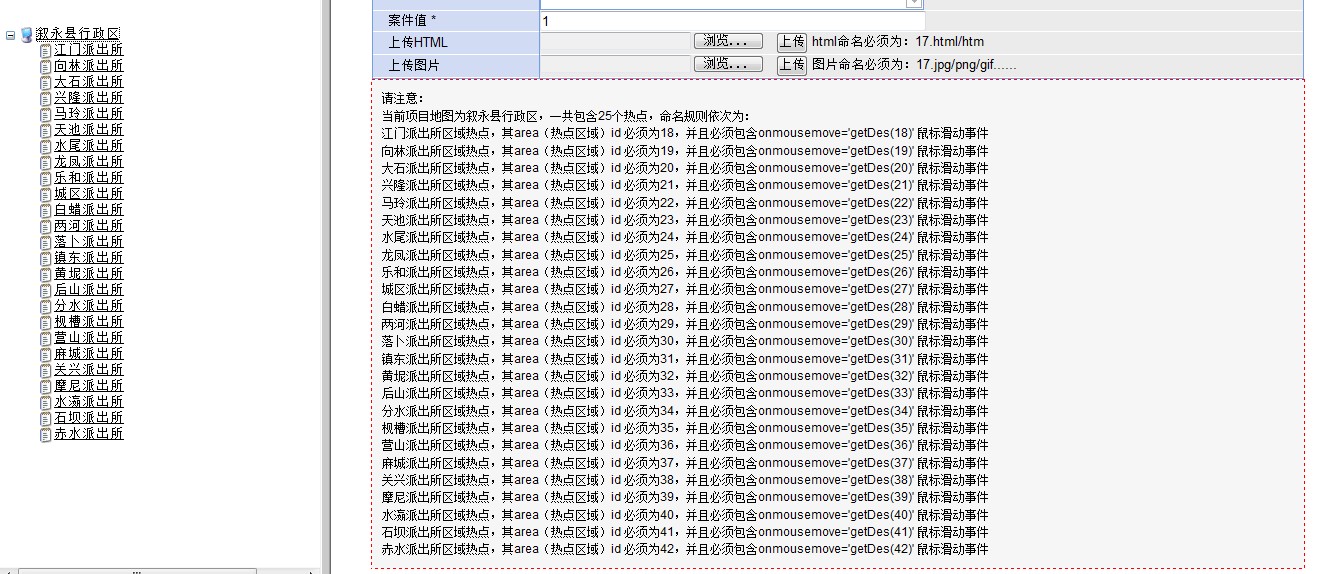 叙永县行政区
江门派出所
向林派出所
大石派出所
兴隆派出所
马玲派出所
天池派出所
水尾派出所
龙凤派出所
乐和派出所
城区派出所
白蜡派出所
两河派出所
落卜派出所
镇东派出所
黄坭派出所
后山派出所
分水派出所
枧槽派出所
营山派出所
麻城派出所
关兴派出所
摩尼派出所
水潦派出所
石坝派出所
赤水派出所
案件值 * 1
上传HTML 浏览... 上传 html命名必须为：17.html/htm
上传图片 浏览... 上传 图片命名必须为：17.jpg/png/gif......
请注意：
当前项目地图为叙永县行政区，一共包含25个热点，命名规则依次为：
江门派出所区域热点，其area（热点区域）id 必须为18，并且必须包含onmousemove='getDes(18)' 鼠标滑动事件
向林派出所区域热点，其area（热点区域）id 必须为19，并且必须包含onmousemove='getDes(19)' 鼠标滑动事件
大石派出所区域热点，其area（热点区域）id 必须为20，并且必须包含onmousemove='getDes(20)' 鼠标滑动事件
兴隆派出所区域热点，其area（热点区域）id 必须为21，并且必须包含onmousemove='getDes(21)' 鼠标滑动事件
马玲派出所区域热点，其area（热点区域）id 必须为22，并且必须包含onmousemove='getDes(22)' 鼠标滑动事件
天池派出所区域热点，其area（热点区域）id 必须为23，并且必须包含onmousemove='getDes(23)' 鼠标滑动事件
水尾派出所区域热点，其area（热点区域）id 必须为24，并且必须包含onmousemove='getDes(24)' 鼠标滑动事件
龙凤派出所区域热点，其area（热点区域）id 必须为25，并且必须包含onmousemove='getDes(25)' 鼠标滑动事件
乐和派出所区域热点，其area（热点区域）id 必须为26，并且必须包含onmousemove='getDes(26)' 鼠标滑动事件
城区派出所区域热点，其area（热点区域）id 必须为27，并且必须包含onmousemove='getDes(27)' 鼠标滑动事件
白蜡派出所区域热点，其area（热点区域）id 必须为28，并且必须包含onmousemove='getDes(28)' 鼠标滑动事件
两河派出所区域热点，其area（热点区域）id 必须为29，并且必须包含onmousemove='getDes(29)' 鼠标滑动事件
落卜派出所区域热点，其area（热点区域）id 必须为30，并且必须包含onmousemove='getDes(30)' 鼠标滑动事件
镇东派出所区域热点，其area（热点区域）id 必须为31，并且必须包含onmousemove='getDes(31)' 鼠标滑动事件
黄坭派出所区域热点，其area（热点区域）id 必须为32，并且必须包含onmousemove='getDes(32)' 鼠标滑动事件
后山派出所区域热点，其area（热点区域）id 必须为33，并且必须包含onmousemove='getDes(33)' 鼠标滑动事件
分水派出所区域热点，其area（热点区域）id 必须为34，并且必须包含onmousemove='getDes(34)' 鼠标滑动事件
枧槽派出所区域热点，其area（热点区域）id 必须为35，并且必须包含onmousemove='getDes(35)' 鼠标滑动事件
营山派出所区域热点，其area（热点区域）id 必须为36，并且必须包含onmousemove='getDes(36)' 鼠标滑动事件
麻城派出所区域热点，其area（热点区域）id 必须为37，并且必须包含onmousemove='getDes(37)' 鼠标滑动事件
关兴派出所区域热点，其area（热点区域）id 必须为38，并且必须包含onmousemove='getDes(38)' 鼠标滑动事件
摩尼派出所区域热点，其area（热点区域）id 必须为39，并且必须包含onmousemove='getDes(39)' 鼠标滑动事件
水潦派出所区域热点，其area（热点区域）id 必须为40，并且必须包含onmousemove='getDes(40)' 鼠标滑动事件
石坝派出所区域热点，其area（热点区域）id 必须为41，并且必须包含onmousemove='getDes(41)' 鼠标滑动事件
赤水派出所区域热点，其area（热点区域）id 必须为42，并且必须包含onmousemove='getDes(42)' 鼠标滑动事件